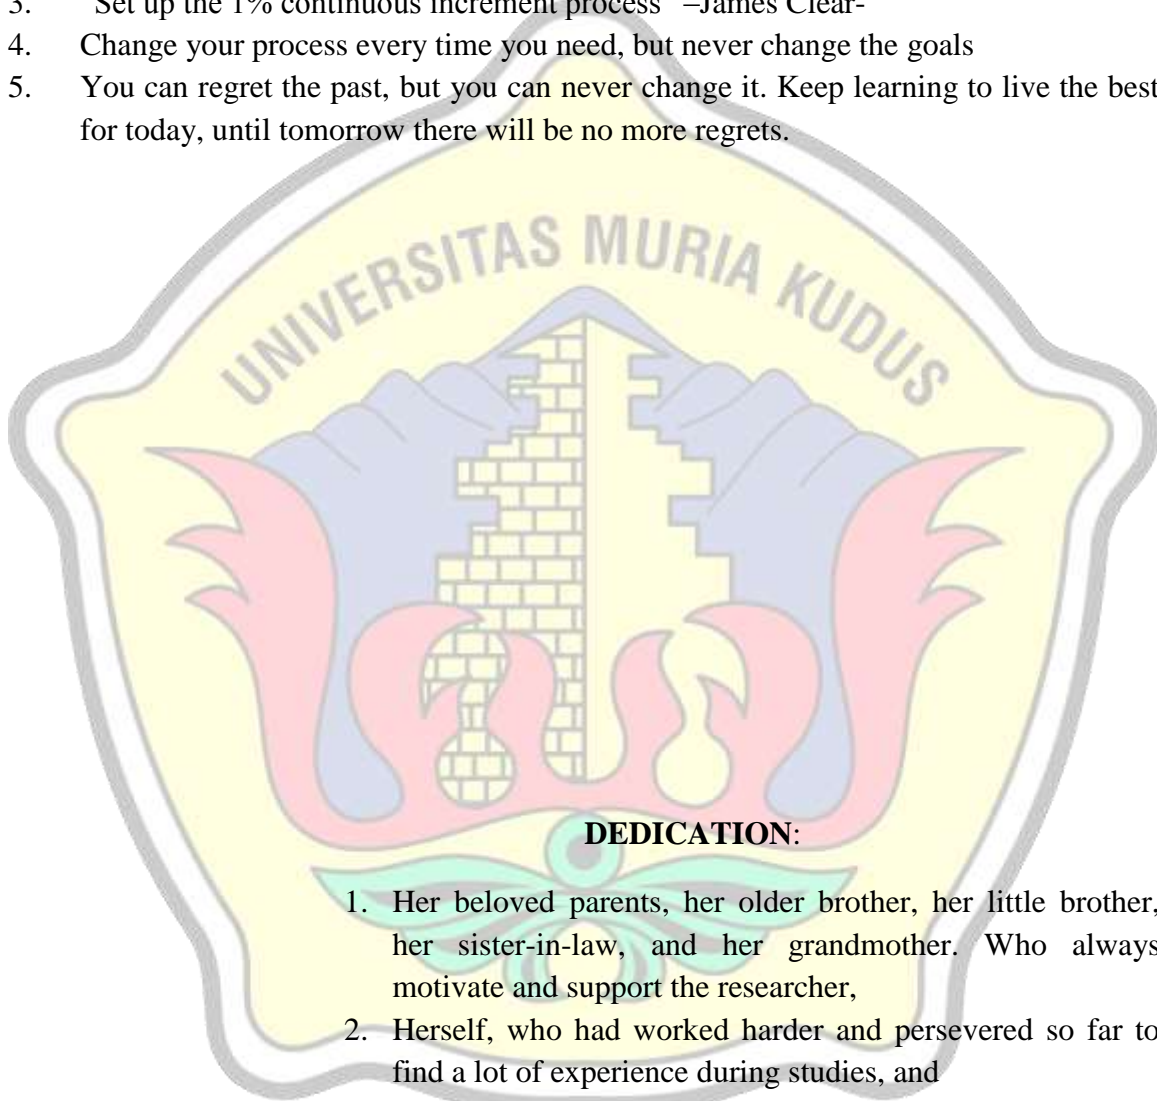 3. "Set up the 1% continuous increment process" –James Clear-
4. Change your process every time you need, but never change the goals
5. You can regret the past, but you can never change it. Keep learning to live the best
for today, until tomorrow there will be no more regrets.
UNIVERSITAS MURIA KUDUS
DEDICATION:
1. Her beloved parents, her older brother, her little brother,
her sister-in-law, and her grandmother. Who always
motivate and support the researcher,
2. Herself, who had worked harder and persevered so far to
find a lot of experience during studies, and